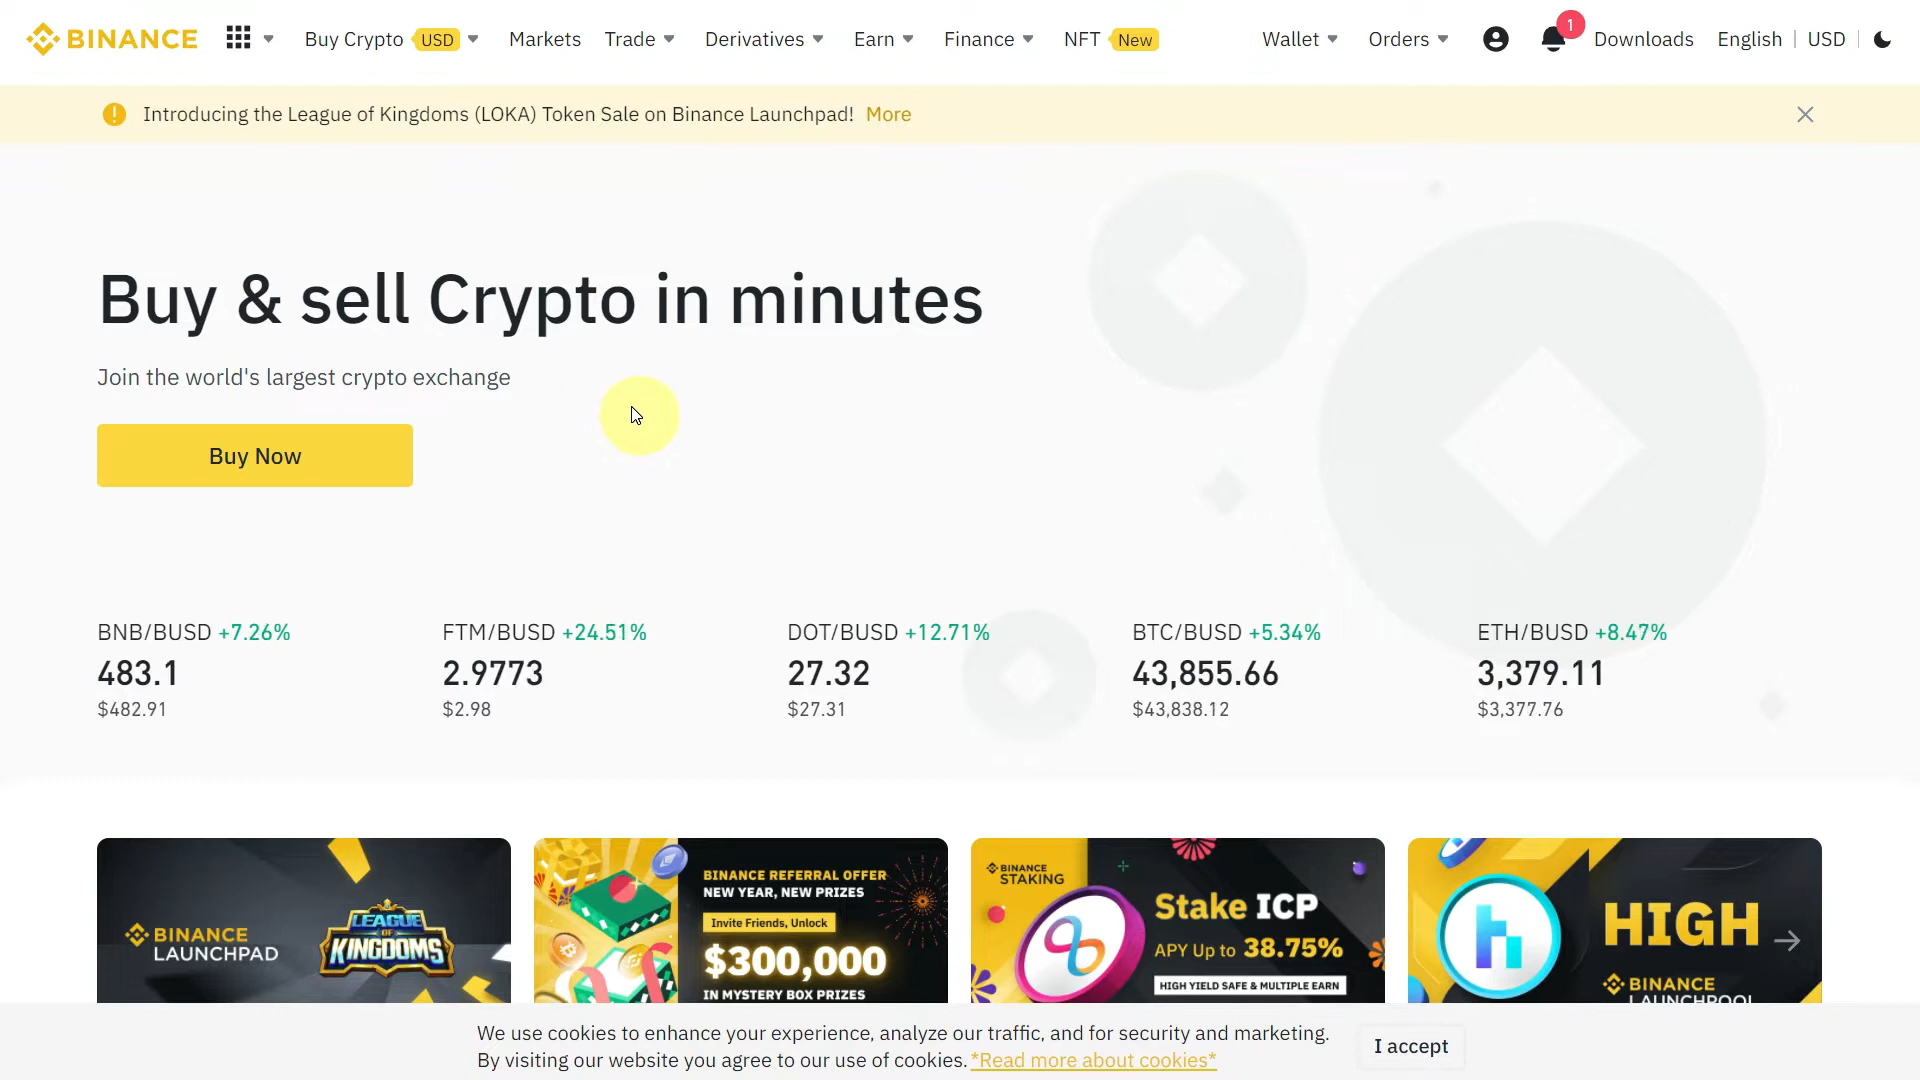 BINANCE
Buy Crypto USD
Markets
Trade
Derivatives
Earn
Finance
NFT New
Wallet
Orders
1
Downloads
English | USD
Introducing the League of Kingdoms (LOKA) Token Sale on Binance Launchpad! More
Buy & sell Crypto in minutes
Join the world's largest crypto exchange
Buy Now
BNB/BUSD +7.26%
483.1
$482.91
FTM/BUSD +24.51%
2.9773
$2.98
DOT/BUSD +12.71%
27.32
$27.31
BTC/BUSD +5.34%
43,855.66
$43,838.12
ETH/BUSD +8.47%
3,379.11
$3,377.76
BINANCE
LAUNCHPAD
LEAGUE
OF
KINGDOMS
BINANCE REFERRAL OFFER
NEW YEAR, NEW PRIZES
Invite Friends, Unlock
$300,000
IN MYSTERY BOX PRIZES
BINANCE
STAKING
Stake ICP
APY Up to 38.75%
HIGH YIELD SAFE & MULTIPLE EARN
HIGH
BINANCE
LAUNCHPOOL
We use cookies to enhance your experience, analyze our traffic, and for security and marketing.
By visiting our website you agree to our use of cookies. *Read more about cookies*
I accept